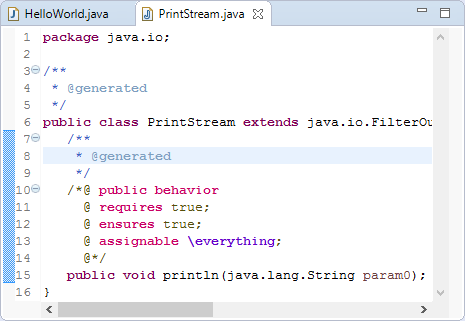 HelloWorld.java PrintStream.java
1 package java.io;
2
3 /**
4 * @generated
5 */
6 public class PrintStream extends java.io.FilterOu
7 /**
8 * @generated
9 */
10 /*@ public behavior
11 @ requires true;
12 @ ensures true;
13 @ assignable \everything;
14 @*/
15 public void println(java.lang.String param0);
16 }